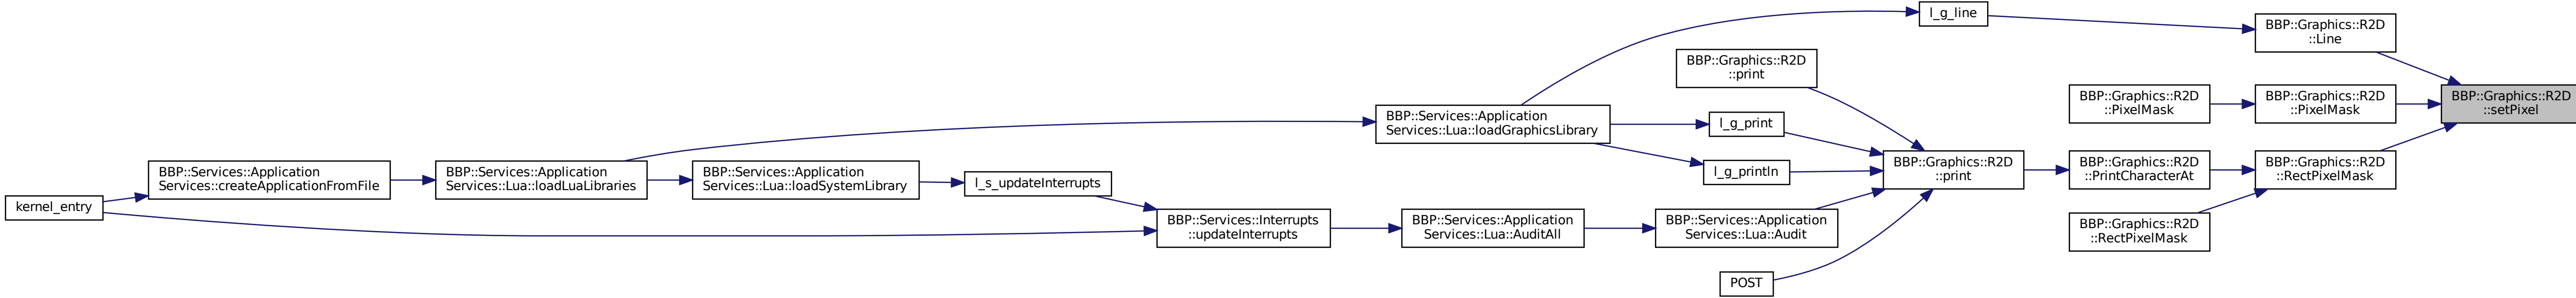 kernel_entry
BBP::Services::Application
Services::createApplicationFromFile
BBP::Services::Application
Services::Lua::loadLuaLibraries
BBP::Services::Application
Services::Lua::loadSystemLibrary
l_s_updateInterrupts
BBP::Services::Interrupts
::updateInterrupts
BBP::Services::Application
Services::Lua::loadGraphicsLibrary
BBP::Services::Application
Services::Lua::AuditAll
BBP::Services::Application
Services::Lua::Audit
BBP::Graphics::R2D
::print
l_g_print
l_g_println
POST
l_g_line
BBP::Graphics::R2D
::print
BBP::Graphics::R2D
::PixelMask
BBP::Graphics::R2D
::PrintCharacterAt
BBP::Graphics::R2D
::RectPixelMask
BBP::Graphics::R2D
::Line
BBP::Graphics::R2D
::PixelMask
BBP::Graphics::R2D
::RectPixelMask
BBP::Graphics::R2D
::setPixel